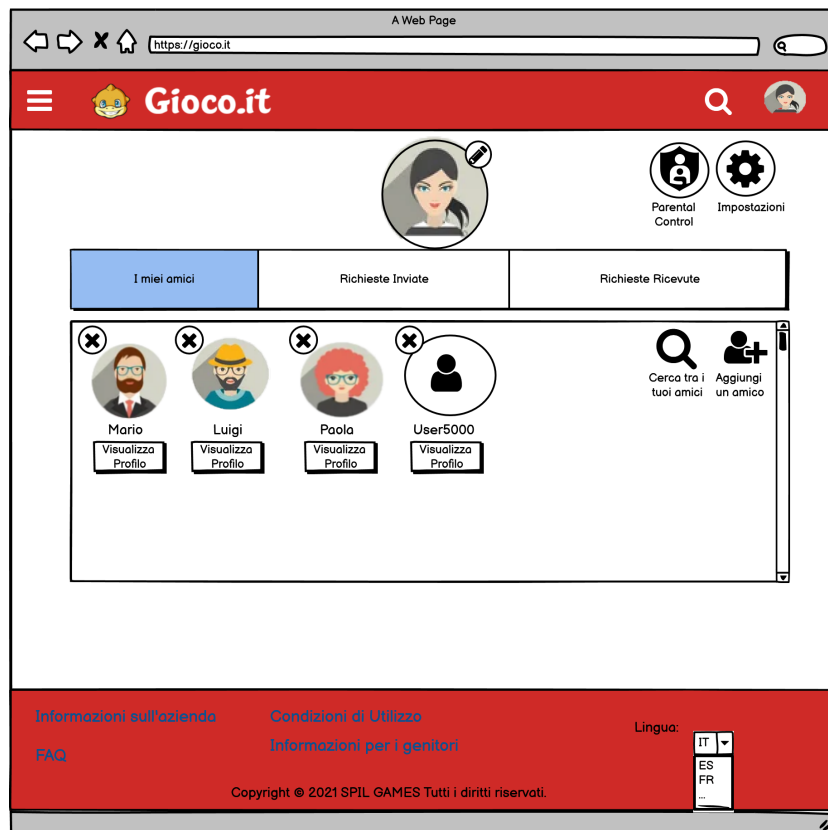 A Web Page
https://gioco.it
Gioco.it
Parental
Control
Impostazioni
I miei amici
Richieste Inviate
Richieste Ricevute
Cerca tra i
tuoi amici
Aggiungi
un amico
Mario
Luigi
Paola
User5000
Visualizza
Profilo
Visualizza
Profilo
Visualizza
Profilo
Visualizza
Profilo
Informazioni sull'azienda
Condizioni di Utilizzo
Lingua:
FAQ
Informazioni per i genitori
IT
ES
FR
...
Copyright © 2021 SPIL GAMES Tutti i diritti riservati.